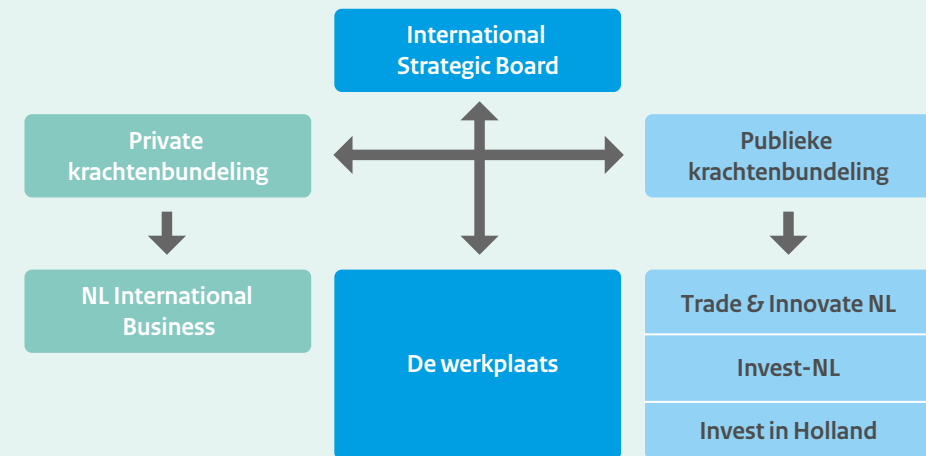 International
Strategic Board
Private
krachtenbundeling
Publieke
krachtenbundeling
NL International
Business
De werkplaats
Trade & Innovate NL
Invest-NL
Invest in Holland